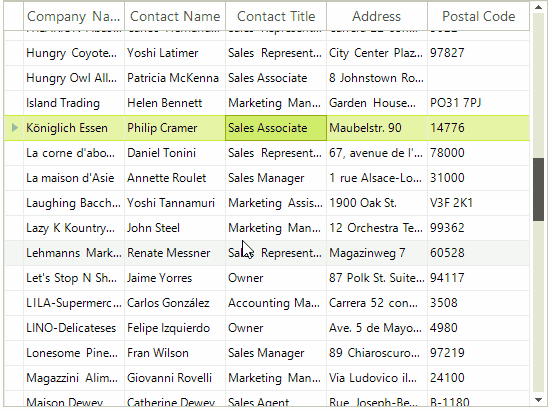 Company Na... Contact Name Contact Title Address Postal Code
Hungry Coyote... Yoshi Latimer Sales Represent... City Center Plaz... 97827
Hungry Owl All... Patricia McKenna Sales Associate 8 Johnstown Ro...
Island Trading Helen Bennett Marketing Man... Garden House... PO31 7PJ
Königlich Essen Philip Cramer Sales Associate Maubelstr. 90 14776
La corne d'abo... Daniel Tonini Sales Represent... 67, avenue de l'... 78000
La maison d'Asie Annette Roulet Sales Manager 1 rue Alsace-Lo... 31000
Laughing Bacch... Yoshi Tannamuri Marketing Assis... 1900 Oak St. V3F 2K1
Lazy K Kountry... John Steel Marketing Man... 12 Orchestra Te... 99362
Lehmanns Mark... Renate Messner Sales Represent... Magazinweg 7 60528
Let's Stop N Sh... Jaime Yorres Owner 87 Polk St. Suite... 94117
LILA-Supermerc... Carlos González Accounting Ma... Carrera 52 con... 3508
LINO-Delicateses Felipe Izquierdo Owner Ave. 5 de Mayo... 4980
Lonesome Pine... Fran Wilson Sales Manager 89 Chiaroscuro... 97219
Magazzini Alim... Giovanni Rovelli Marketing Man... Via Ludovico il... 24100
Maison Dewey Catherine Dewey Sales Agent Rue Joseph-Be... B-1180